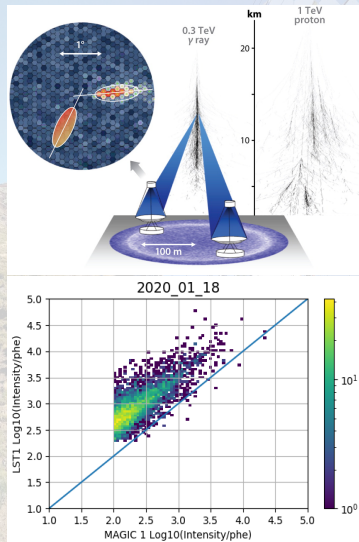 1°
0.3 TeV
γ ray
km
1 TeV
proton
20
10
5
100 m
2020_01_18
LST1 Log10(Intensity/phe)
5.0
4.5
4.0
3.5
3.0
2.5
2.0
1.5
1.0
1.0 1.5 2.0 2.5 3.0 3.5 4.0 4.5 5.0
MAGIC 1 Log10(Intensity/phe)
10¹
10⁰